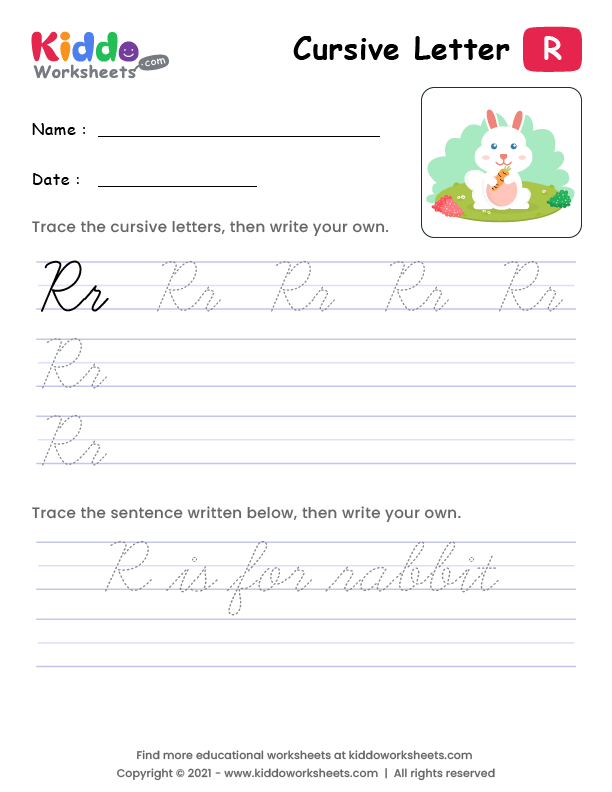 Kiddo
Worksheets .com
Cursive Letter R
Name :
Date :
Trace the cursive letters, then write your own.
Rr Rr Rr Rr Rr
Rr
Rr
Trace the sentence written below, then write your own.
R is for rabbit
Find more educational worksheets at kiddoworksheets.com
Copyright © 2021 - www.kiddoworksheets.com | All rights reserved